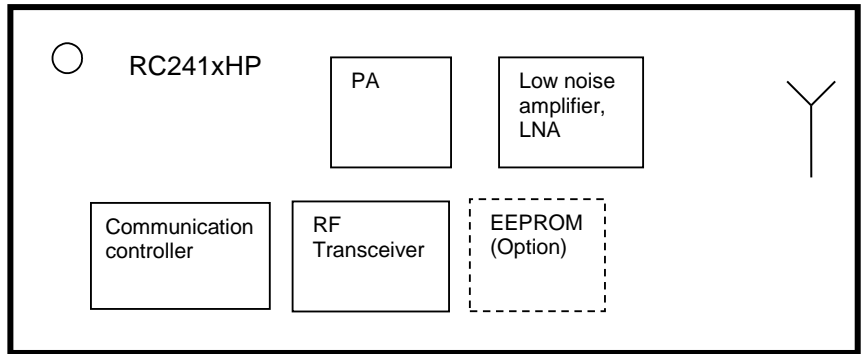 RC241xHP
PA
Low noise
amplifier,
LNA
Communication
controller
RF
Transceiver
EEPROM
(Option)